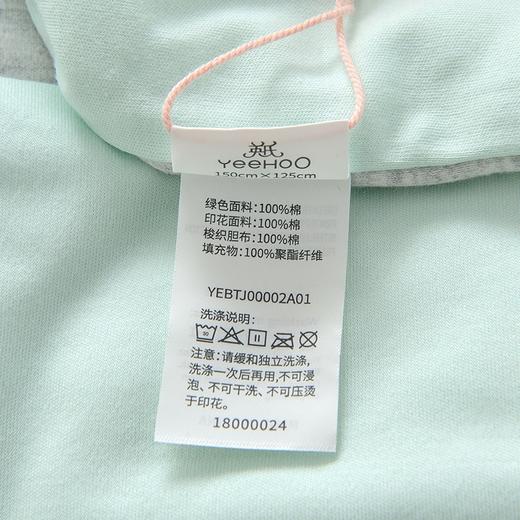 英氏
YeeHoO
150cm×125cm
绿色面料:100%棉
印花面料:100%棉
梭织胆布:100%棉
填充物:100%聚酯纤维
YEBTJ00002A01
洗涤说明:
30
注意:请缓和独立洗涤,
洗涤一次后再用,不可浸
泡、不可干洗、不可压烫
于印花。
18000024